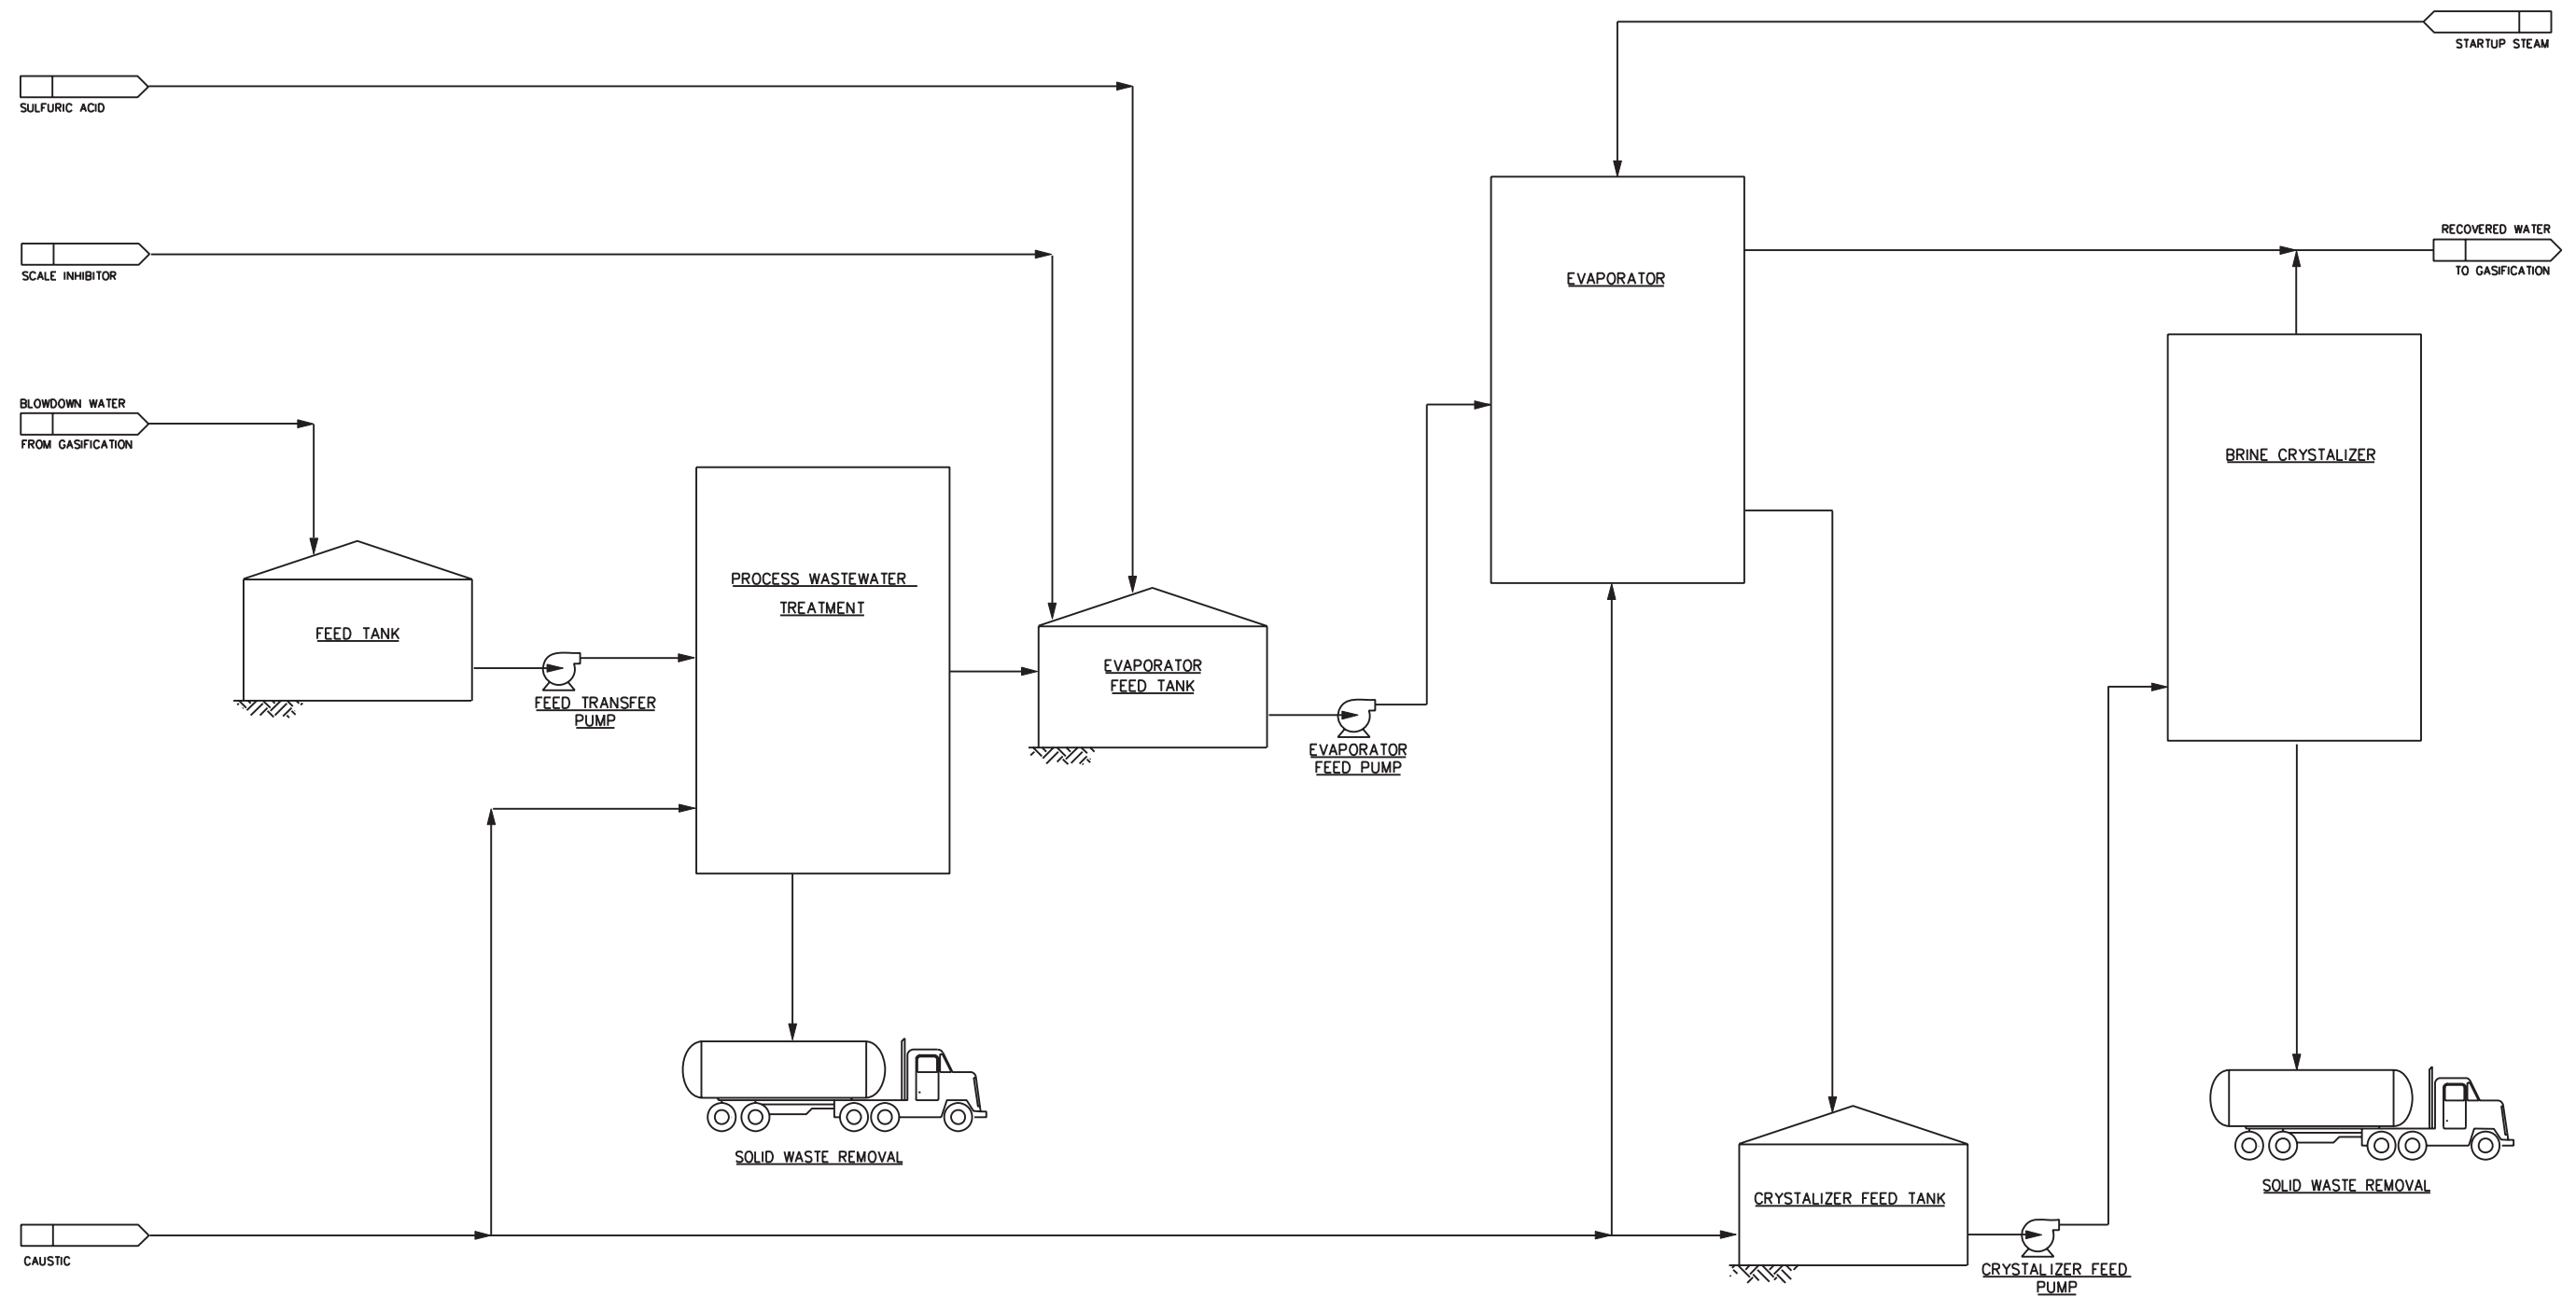 STARTUP STEAM
SULFURIC ACID
RECOVERED WATER
TO GASIFICATION
SCALE INHIBITOR
EVAPORATOR
BLOWDOWN WATER
FROM GASIFICATION
BRINE CRYSTALIZER
PROCESS WASTEWATER
TREATMENT
FEED TANK
EVAPORATOR
FEED TANK
FEED TRANSFER
PUMP
EVAPORATOR
FEED PUMP
SOLID WASTE REMOVAL
SOLID WASTE REMOVAL
CRYSTALIZER FEED TANK
CAUSTIC
CRYSTALIZER FEED
PUMP